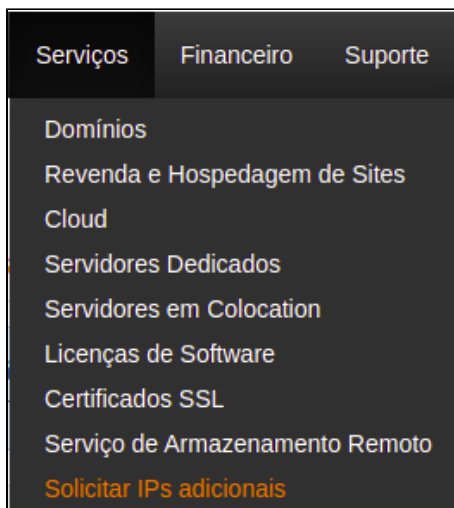 Serviços Financeiro Suporte
Domínios
Revenda e Hospedagem de Sites
Cloud
Servidores Dedicados
Servidores em Colocation
Licenças de Software
Certificados SSL
Serviço de Armazenamento Remoto
Solicitar IPs adicionais